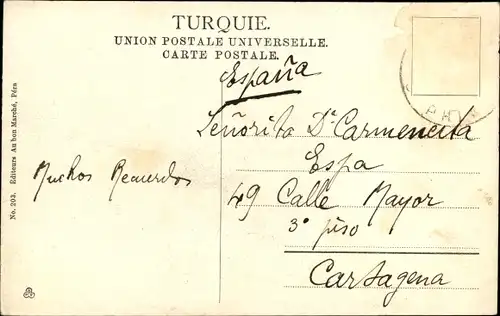 TURQUIE.
UNION POSTALE UNIVERSELLE.
CARTE POSTALE.
España
Señorita Dª Carmencita
Espa
49 Calle Mayor
3º piso
Cartagena
Muchos Recuerdos
No. 203. Editeurs Au bon Marché, Péra